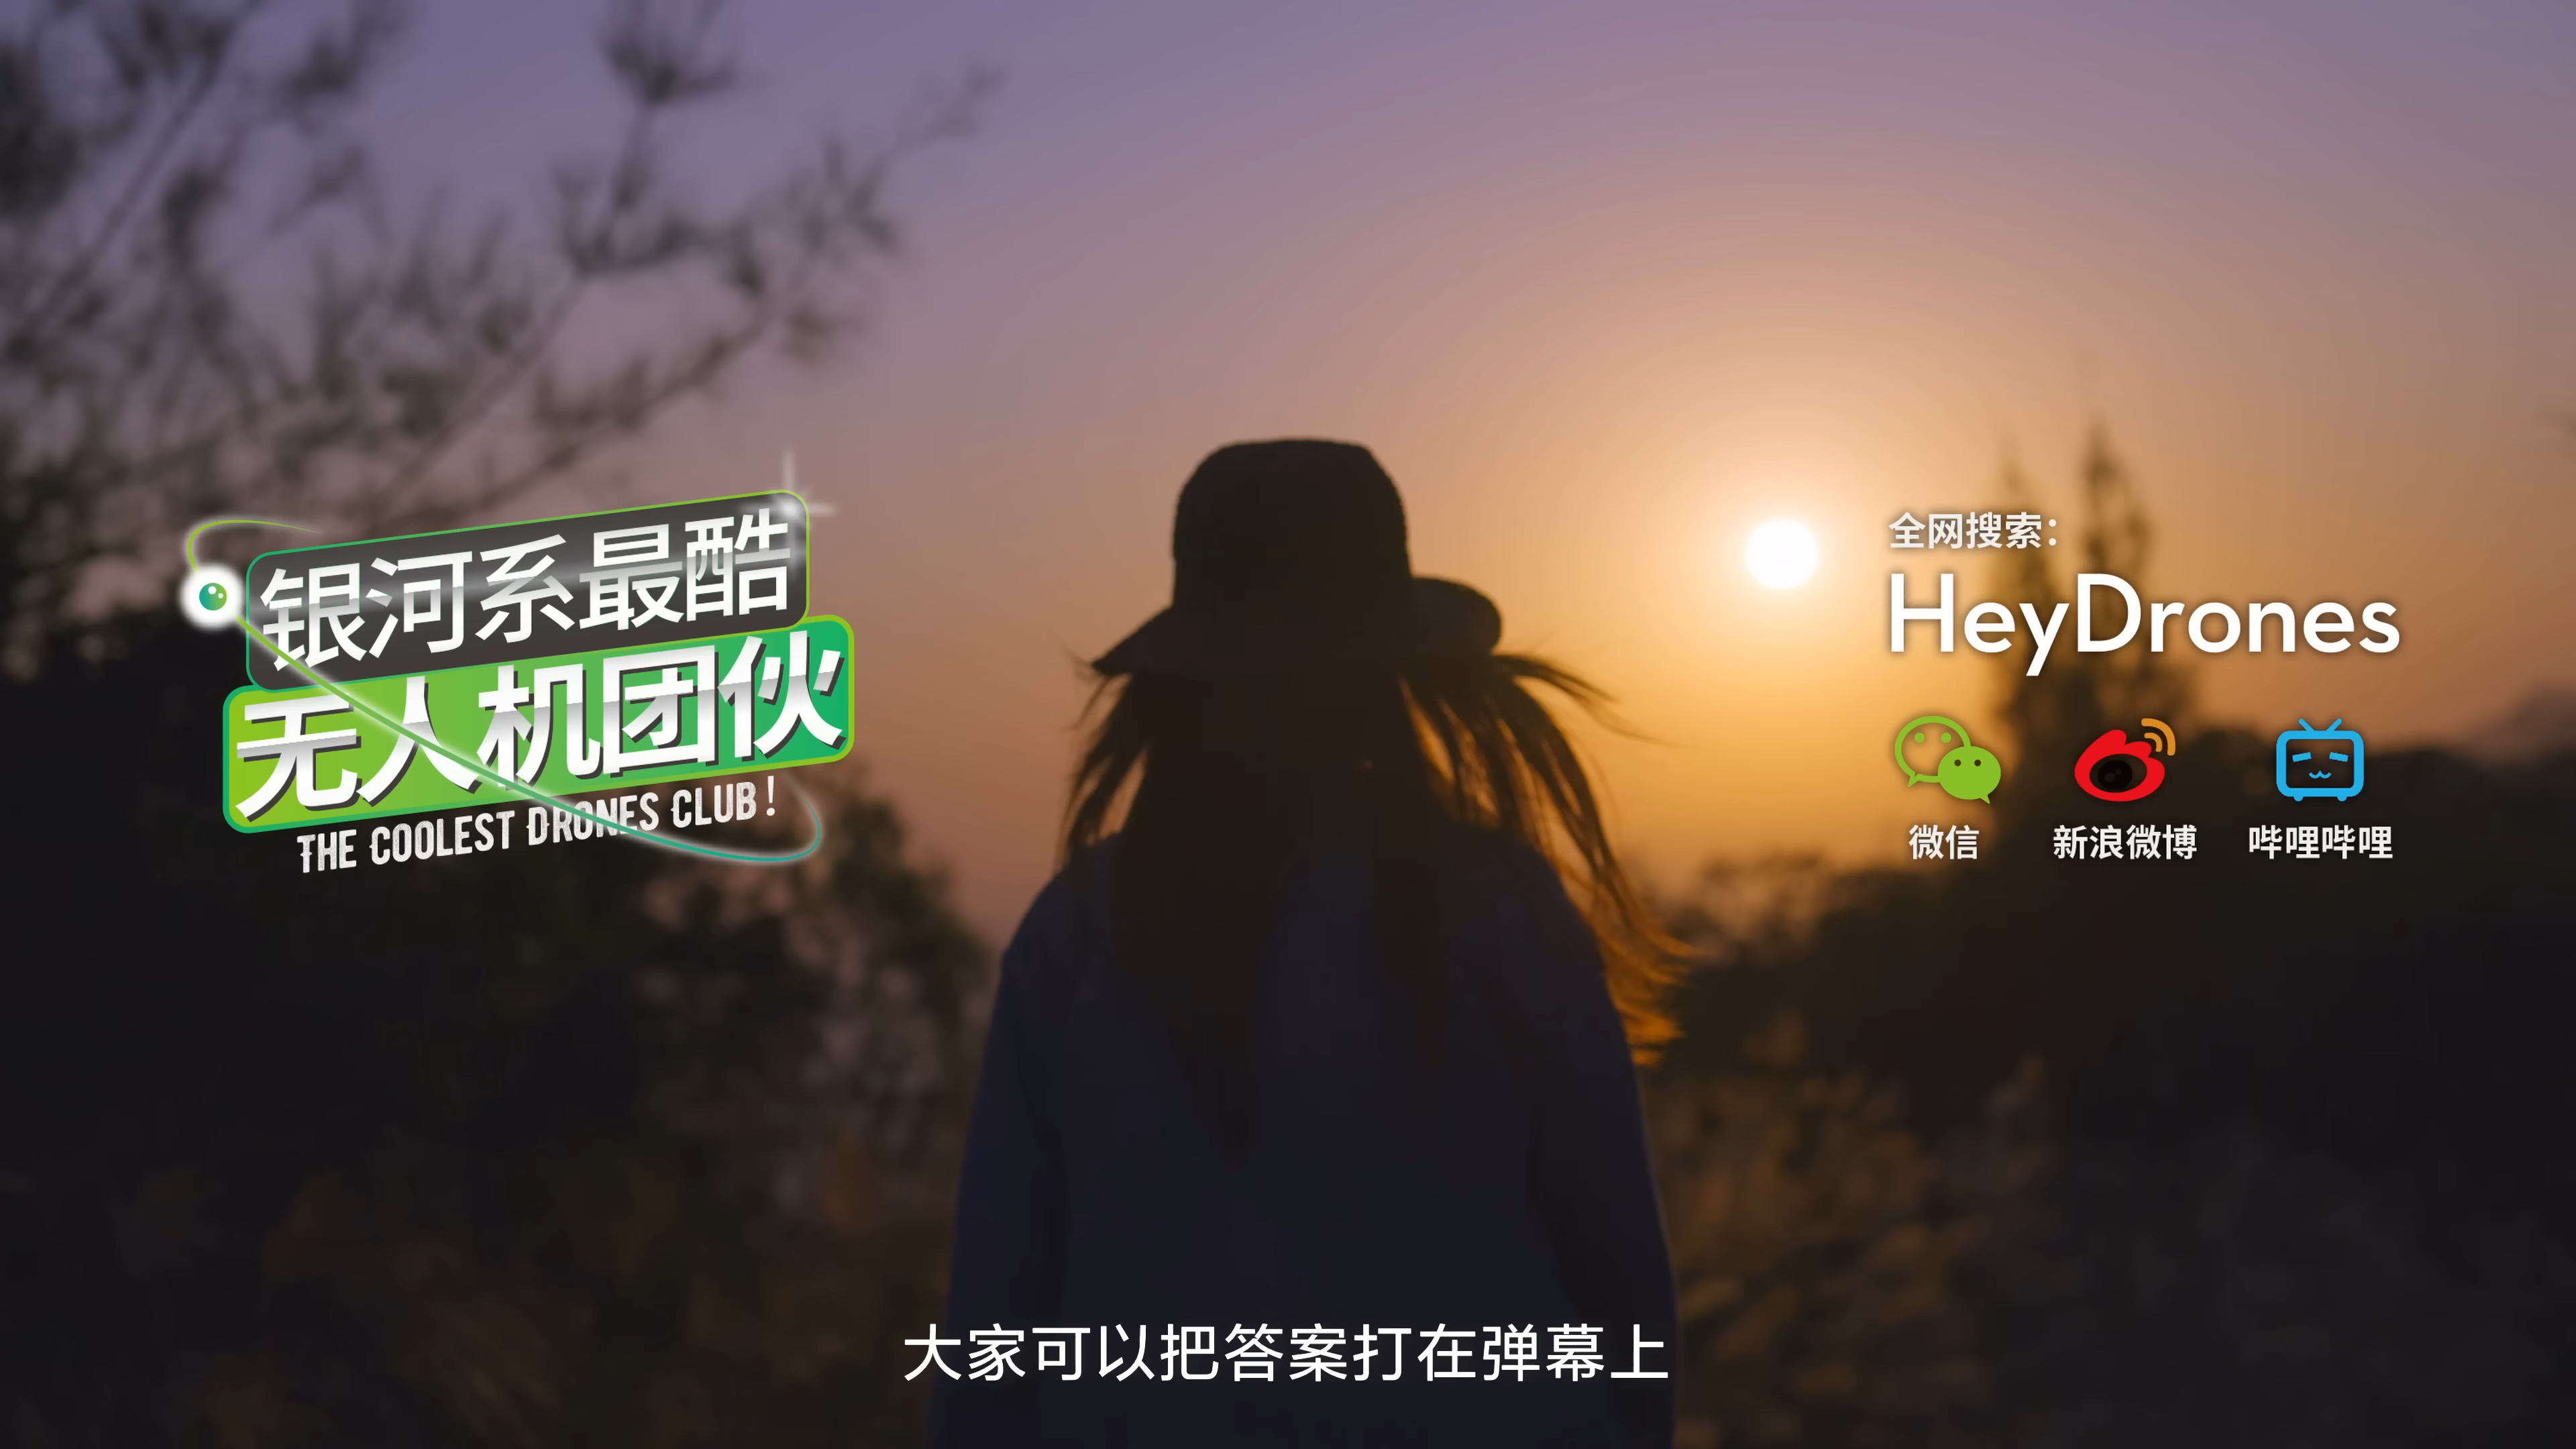 银河系最酷
无人机团伙
THE COOLEST DRONES CLUB!
全网搜索：
HeyDrones
微信
新浪微博
哔哩哔哩
大家可以把答案打在弹幕上